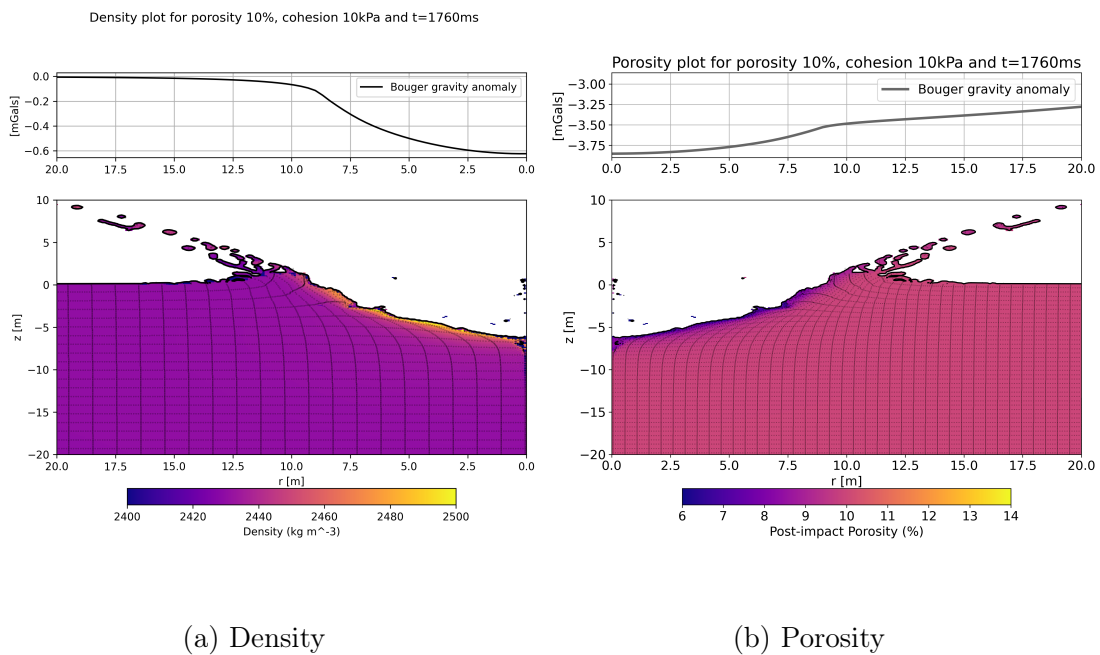 Density plot for porosity 10%, cohesion 10kPa and t=1760ms
0.0
−0.2
−0.4
−0.6
[mGals]
Bouger gravity anomaly
20.0 17.5 15.0 12.5 10.0 7.5 5.0 2.5 0.0
10
5
0
−5
−10
−15
−20
z [m]
20.0 17.5 15.0 12.5 10.0 7.5 5.0 2.5 0.0
r [m]
2400 2420 2440 2460 2480 2500
Density (kg m^-3)
(a) Density
Porosity plot for porosity 10%, cohesion 10kPa and t=1760ms
−3.00
−3.25
−3.50
−3.75
[mGals]
Bouger gravity anomaly
0.0 2.5 5.0 7.5 10.0 12.5 15.0 17.5 20.0
10
5
0
−5
−10
−15
−20
z [m]
0.0 2.5 5.0 7.5 10.0 12.5 15.0 17.5 20.0
r [m]
6 7 8 9 10 11 12 13 14
Post-impact Porosity (%)
(b) Porosity